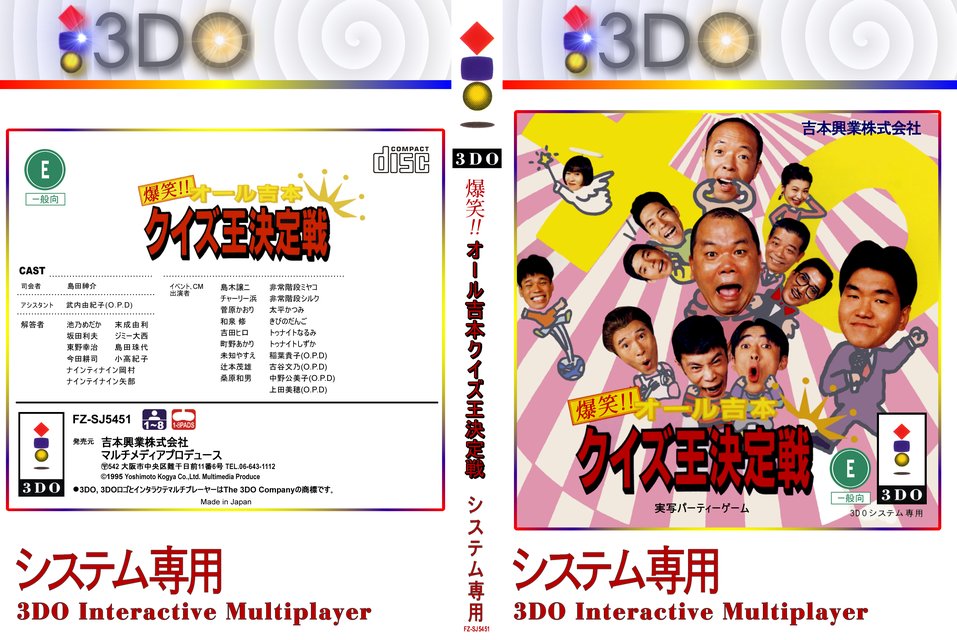 3DO
E
一般向
COMPACT
disc
爆笑!!オール吉本
クイズ王決定戦
CAST
司会者 島田紳介
アシスタント 武内由紀子(O.P.D)
解答者 池乃めだか 末成由利
坂田利夫 ジミー大西
東野幸治 島田珠代
今田耕司 小高紀子
ナインティナイン岡村
ナインテイナイン矢部
イベント,CM
出演者
島木譲二 非常階段ミヤコ
チャーリー浜 非常階段シルク
菅原かおり 太平かつみ
和泉 修 きびのだんご
吉田ヒロ トゥナイトなるみ
町野あかり トゥナイトしずか
未知やすえ 稲葉貴子(O.P.D)
辻本茂雄 古谷文乃(O.P.D)
桑原和男 中野公美子(O.P.D)
上田美穂(O.P.D)
3DO
FZ-SJ5451
1~8
1-8PADS
発売元 吉本興業株式会社
マルチメディアプロデュース
〒542 大阪市中央区難千日前11番6号 TEL.06-643-1112
©1995 Yoshimoto Kogya Co.,Ltd. Multimedia Produce
●3DO, 3DOロゴとインタラクテマルチプレーヤーはThe 3DO Companyの商標です。
Made in Japan
システム専用
3DO Interactive Multiplayer
3DO
爆笑!!オール吉本クイズ王決定戦
システム専用
FZ-SJ5451
3DO
吉本興業株式会社
爆笑!!オール吉本
クイズ王決定戦
実写パーティーゲーム
E
一般向
3DO
3DOシステム専用
システム専用
3DO Interactive Multiplayer